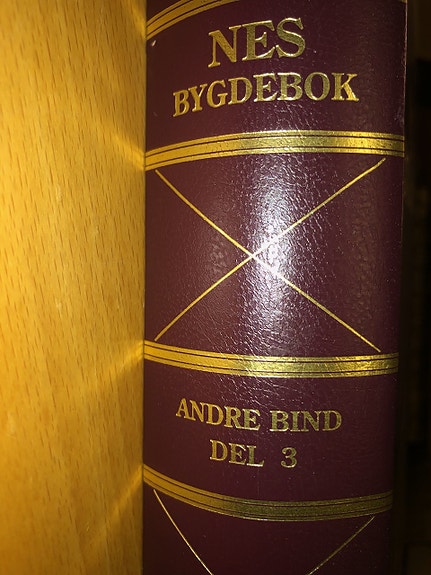 NES
BYGDEBOK
ANDRE BIND
DEL 3